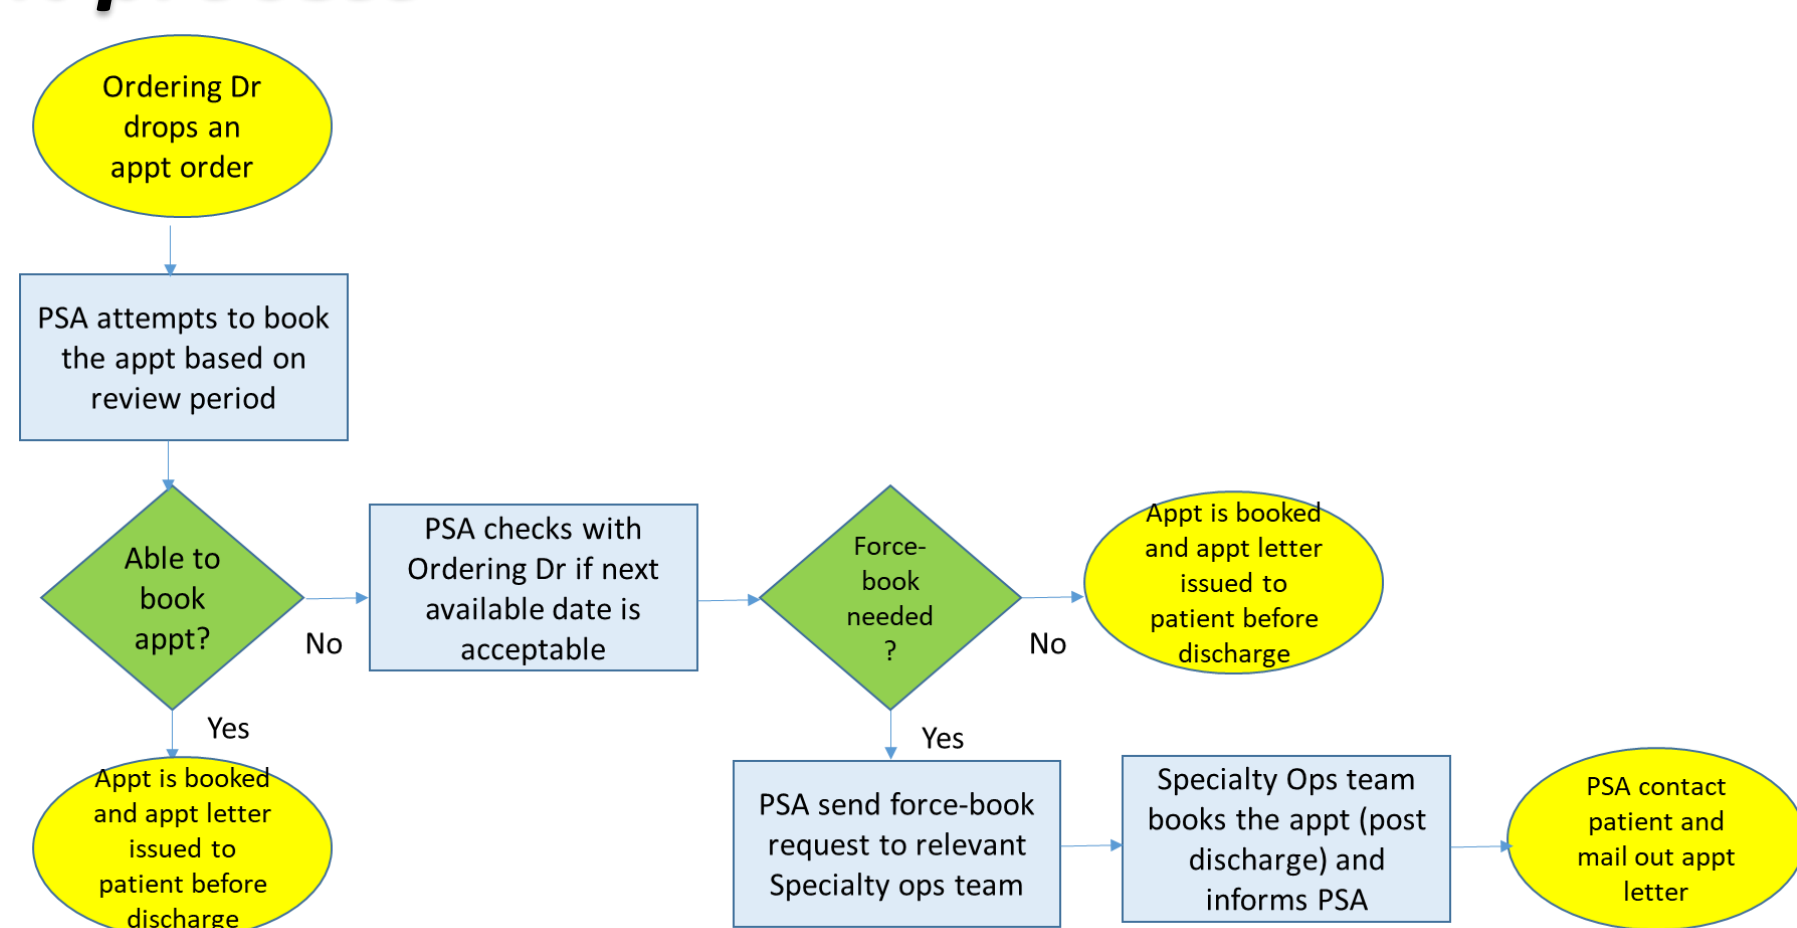 Ordering Dr
drops an
appt order
PSA attempts to book
the appt based on
review period
Able to
book
appt?
No
Yes
Appt is booked
and appt letter
issued to
patient before
discharge
PSA checks with
Ordering Dr if next
available date is
acceptable
Force-
book
needed
?
No
Appt is booked
and appt letter
issued to
patient before
discharge
Yes
PSA send force-book
request to relevant
Specialty ops team
Specialty Ops team
books the appt (post
discharge) and
informs PSA
PSA contact
patient and
mail out appt
letter